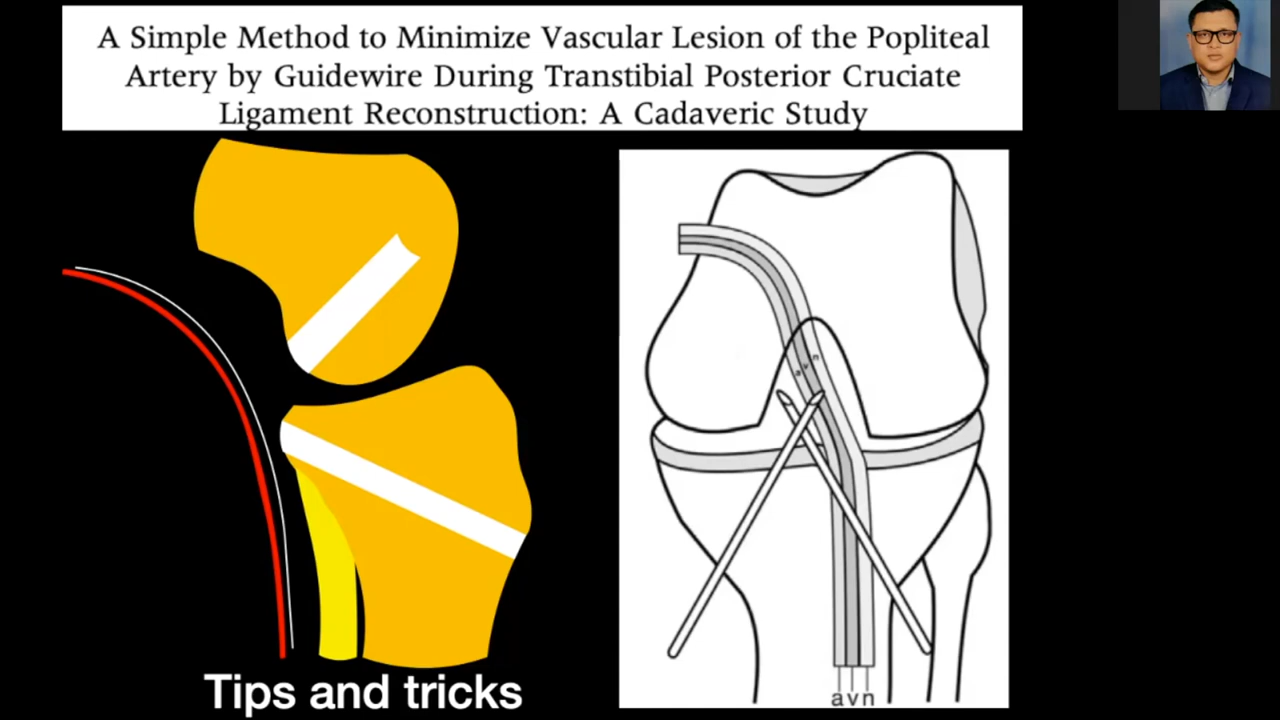 A Simple Method to Minimize Vascular Lesion of the Popliteal
Artery by Guidewire During Transtibial Posterior Cruciate
Ligament Reconstruction: A Cadaveric Study
a v n
a v n
Tips and tricks